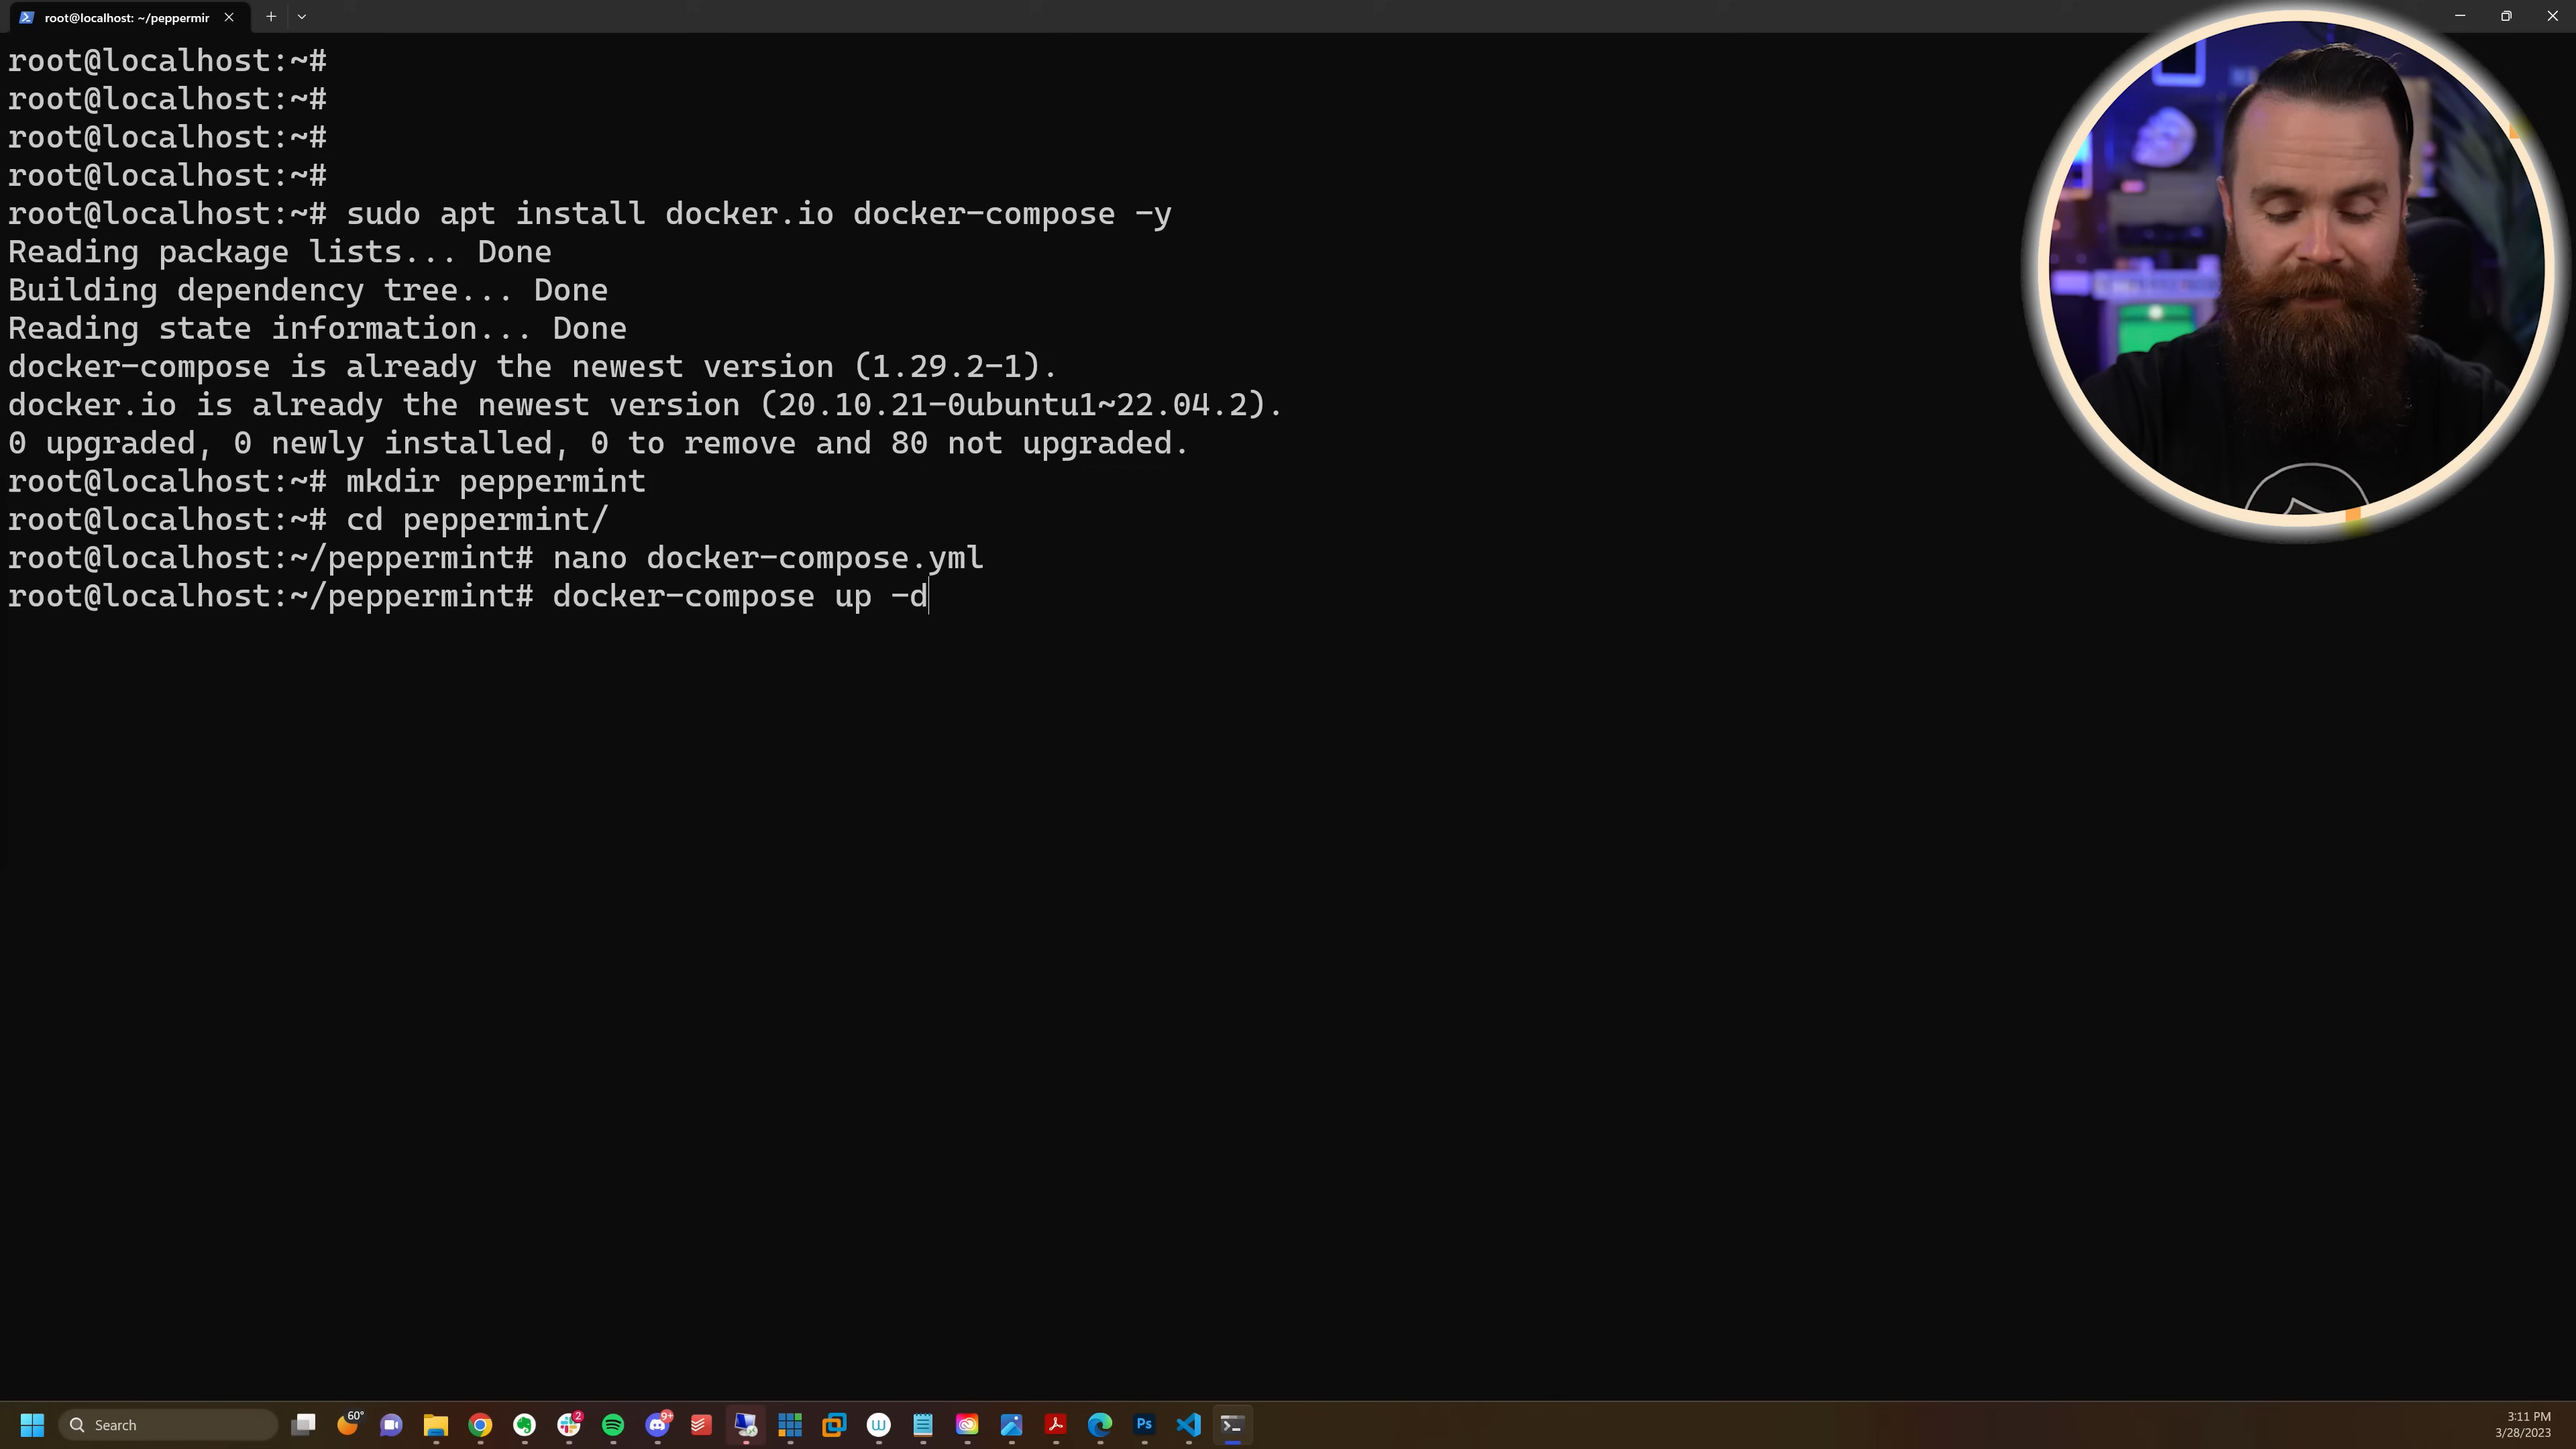 root@localhost: ~/peppermir
root@localhost:~#
root@localhost:~#
root@localhost:~#
root@localhost:~#
root@localhost:~# sudo apt install docker.io docker-compose -y
Reading package lists... Done
Building dependency tree... Done
Reading state information... Done
docker-compose is already the newest version (1.29.2-1).
docker.io is already the newest version (20.10.21-0ubuntu1~22.04.2).
0 upgraded, 0 newly installed, 0 to remove and 80 not upgraded.
root@localhost:~# mkdir peppermint
root@localhost:~# cd peppermint/
root@localhost:~/peppermint# nano docker-compose.yml
root@localhost:~/peppermint# docker-compose up -d
Search
60°
2
9+
W
Ps
3:11 PM
3/28/2023